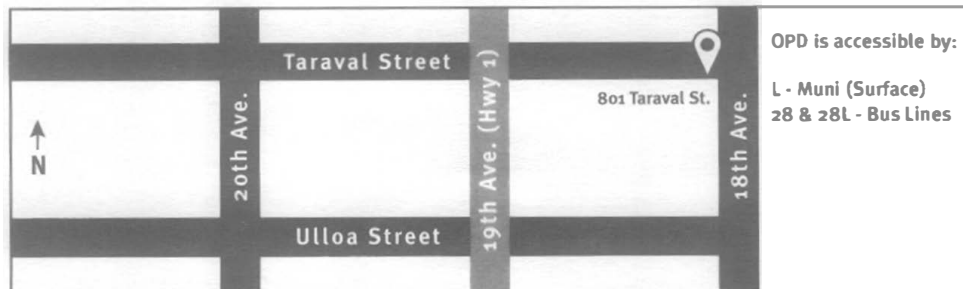 Taraval Street
801 Taraval St.
20th Ave.
19th Ave. (Hwy 1)
18th Ave.
N
Ulloa Street
OPD is accessible by:
L - Muni (Surface)
28 & 28L - Bus Lines